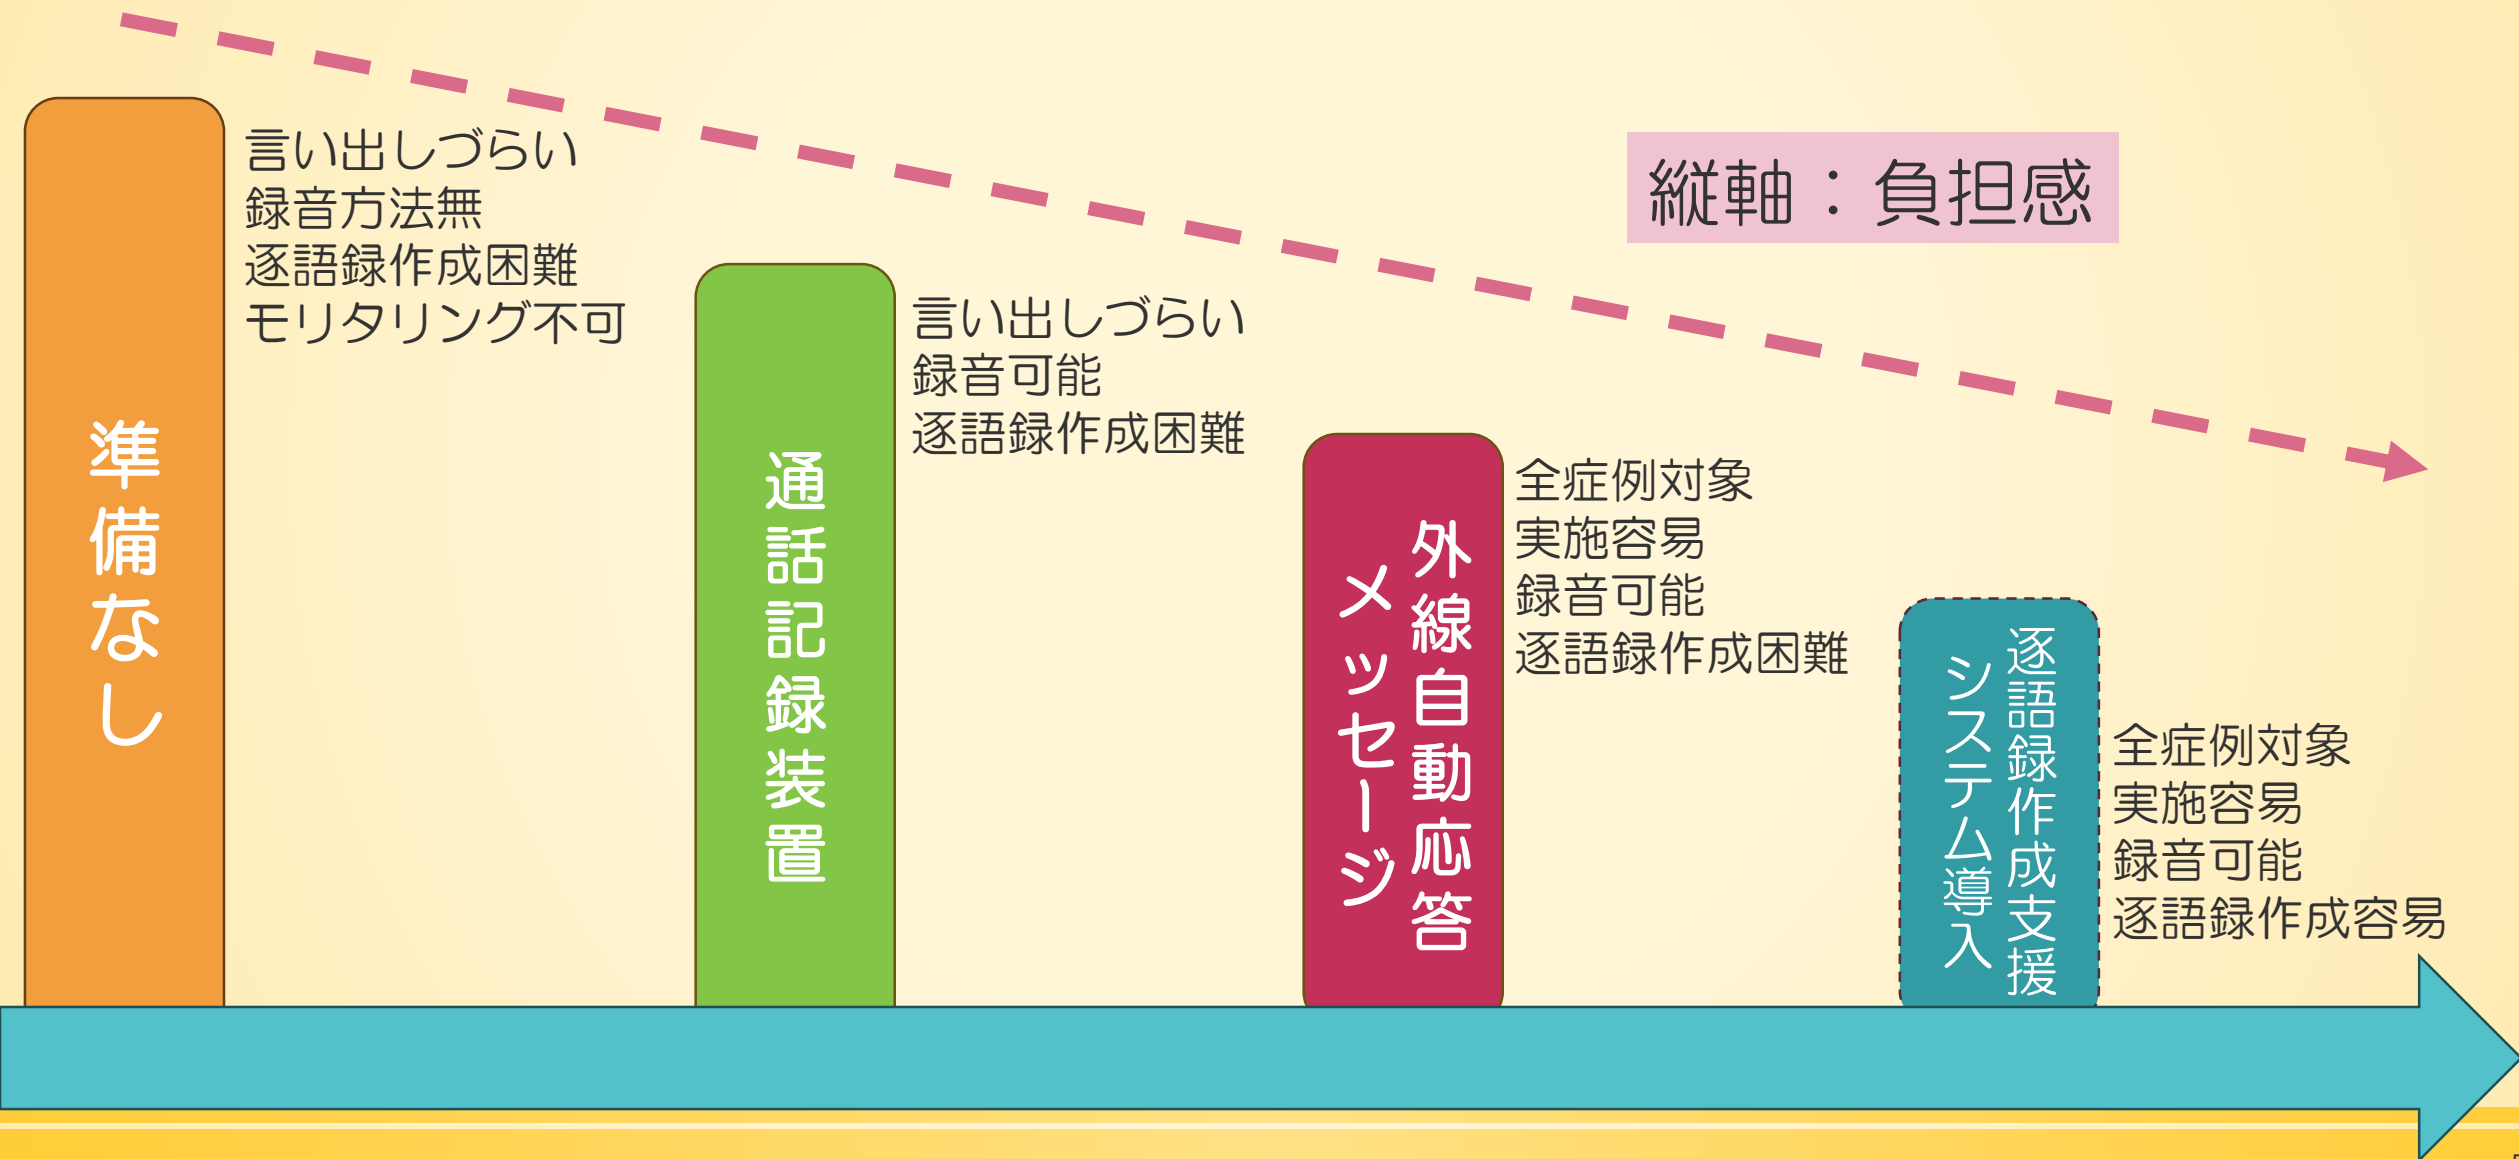 準備なし
言い出しづらい
録音方法無
逐語録作成困難
モリタリング不可
通話記録装置
言い出しづらい
録音可能
逐語録作成困難
縦軸：負担感
外線自動応答
メッセージ
全症例対象
実施容易
録音可能
逐語録作成困難
逐語録作成支援
システム導入
全症例対象
実施容易
録音可能
逐語録作成容易